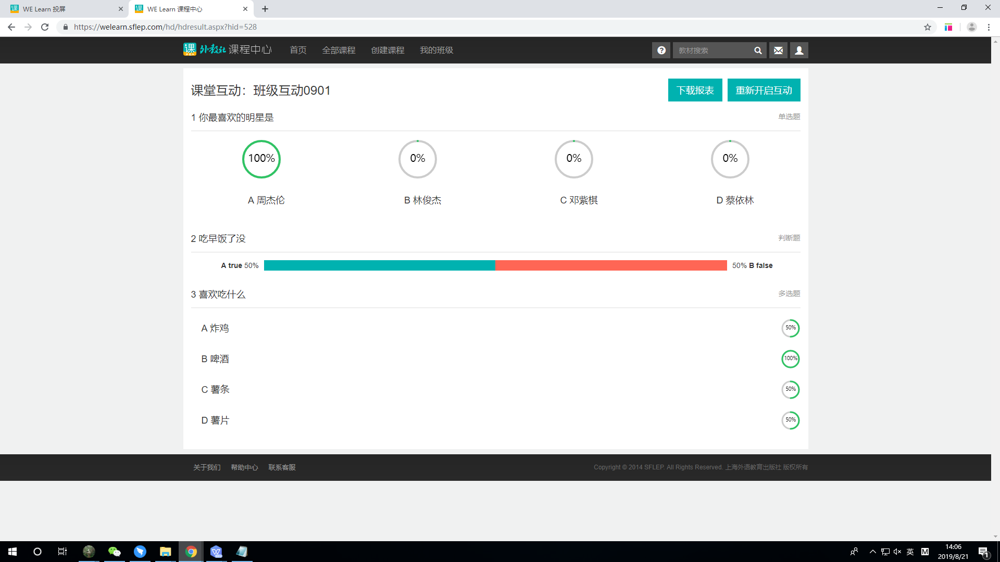 WE Learn 投屏
WE Learn 课程中心
https://welearn.sflep.com/hd/hdresult.aspx?hid=528
课 外教社 课程中心 首页 全部课程 创建课程 我的班级 教材搜索
课堂互动：班级互动0901 下载报表 重新开启互动
1 你最喜欢的明星是 单选题
100% 0% 0% 0%
A 周杰伦 B 林俊杰 C 邓紫棋 D 蔡依林
2 吃早饭了没 判断题
A true 50% 50% B false
3 喜欢吃什么 多选题
A 炸鸡 50%
B 啤酒 100%
C 薯条 50%
D 薯片 50%
关于我们 帮助中心 联系客服 Copyright © 2014 SFLEP. All Rights Reserved. 上海外语教育出版社 版权所有
英 M 14:06
2019/8/21
1